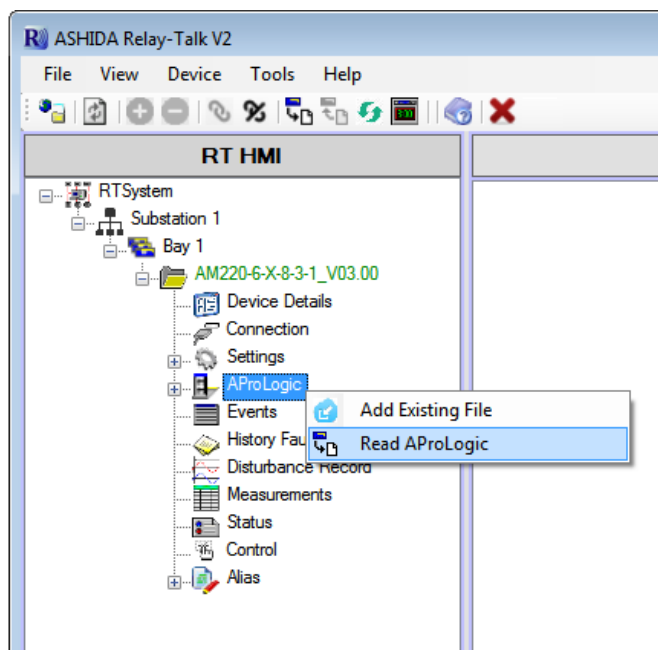 ASHIDA Relay-Talk V2
File View Device Tools Help
RT HMI
RTSystem
Substation 1
Bay 1
AM220-6-X-8-3-1_V03.00
Device Details
Connection
Settings
AProLogic
Add Existing File
Events
Read AProLogic
History Fau
Disturbance Record
Measurements
Status
Control
Alias